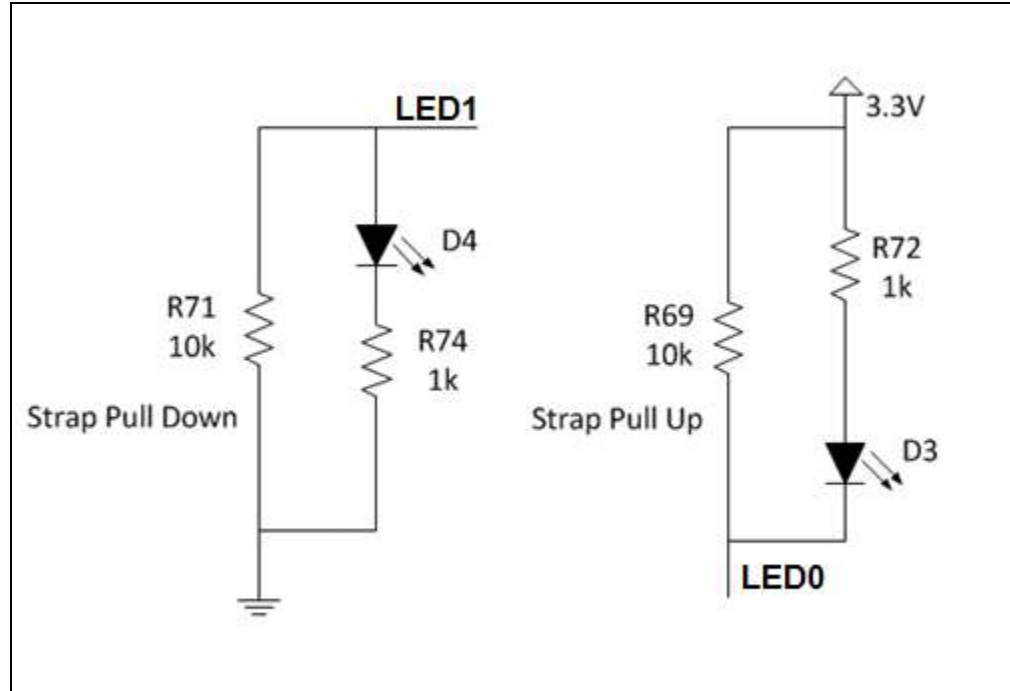 LED1
D4
R71
10k
R74
1k
Strap Pull Down
3.3V
R72
1k
R69
10k
Strap Pull Up
D3
LED0